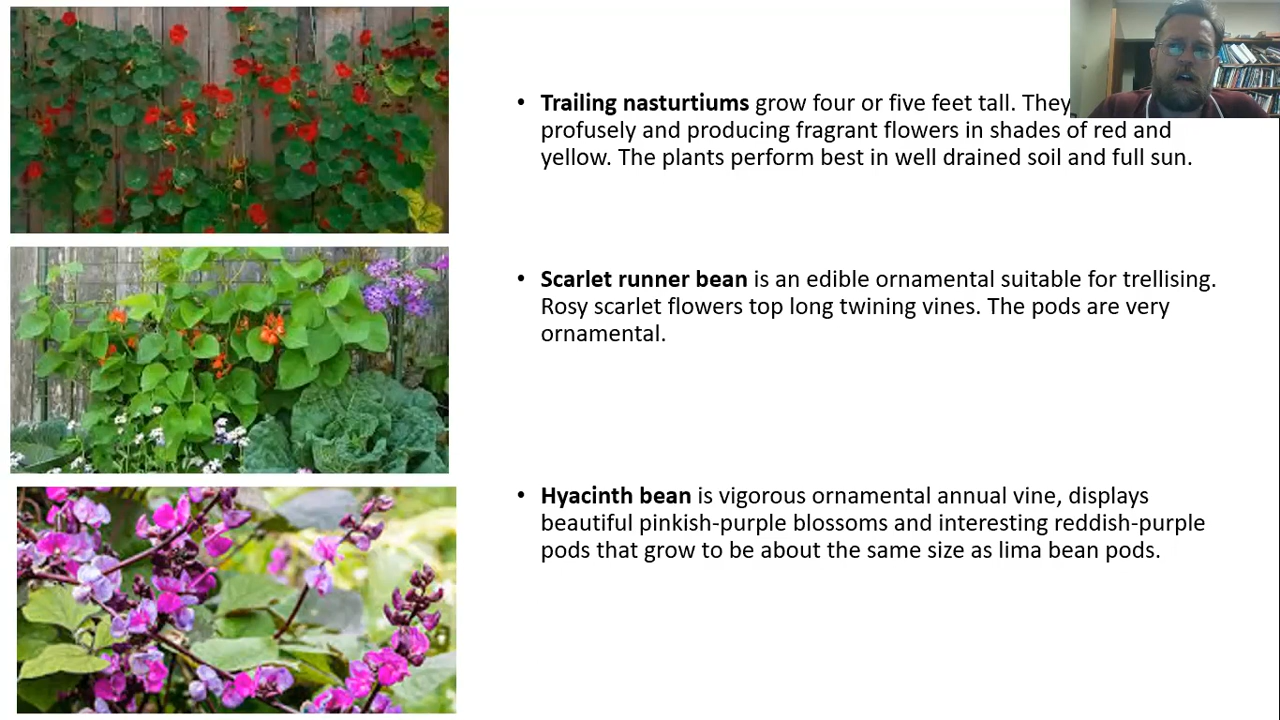 • Trailing nasturtiums grow four or five feet tall. They
profusely and producing fragrant flowers in shades of red and
yellow. The plants perform best in well drained soil and full sun.
• Scarlet runner bean is an edible ornamental suitable for trellising.
Rosy scarlet flowers top long twining vines. The pods are very
ornamental.
• Hyacinth bean is vigorous ornamental annual vine, displays
beautiful pinkish-purple blossoms and interesting reddish-purple
pods that grow to be about the same size as lima bean pods.